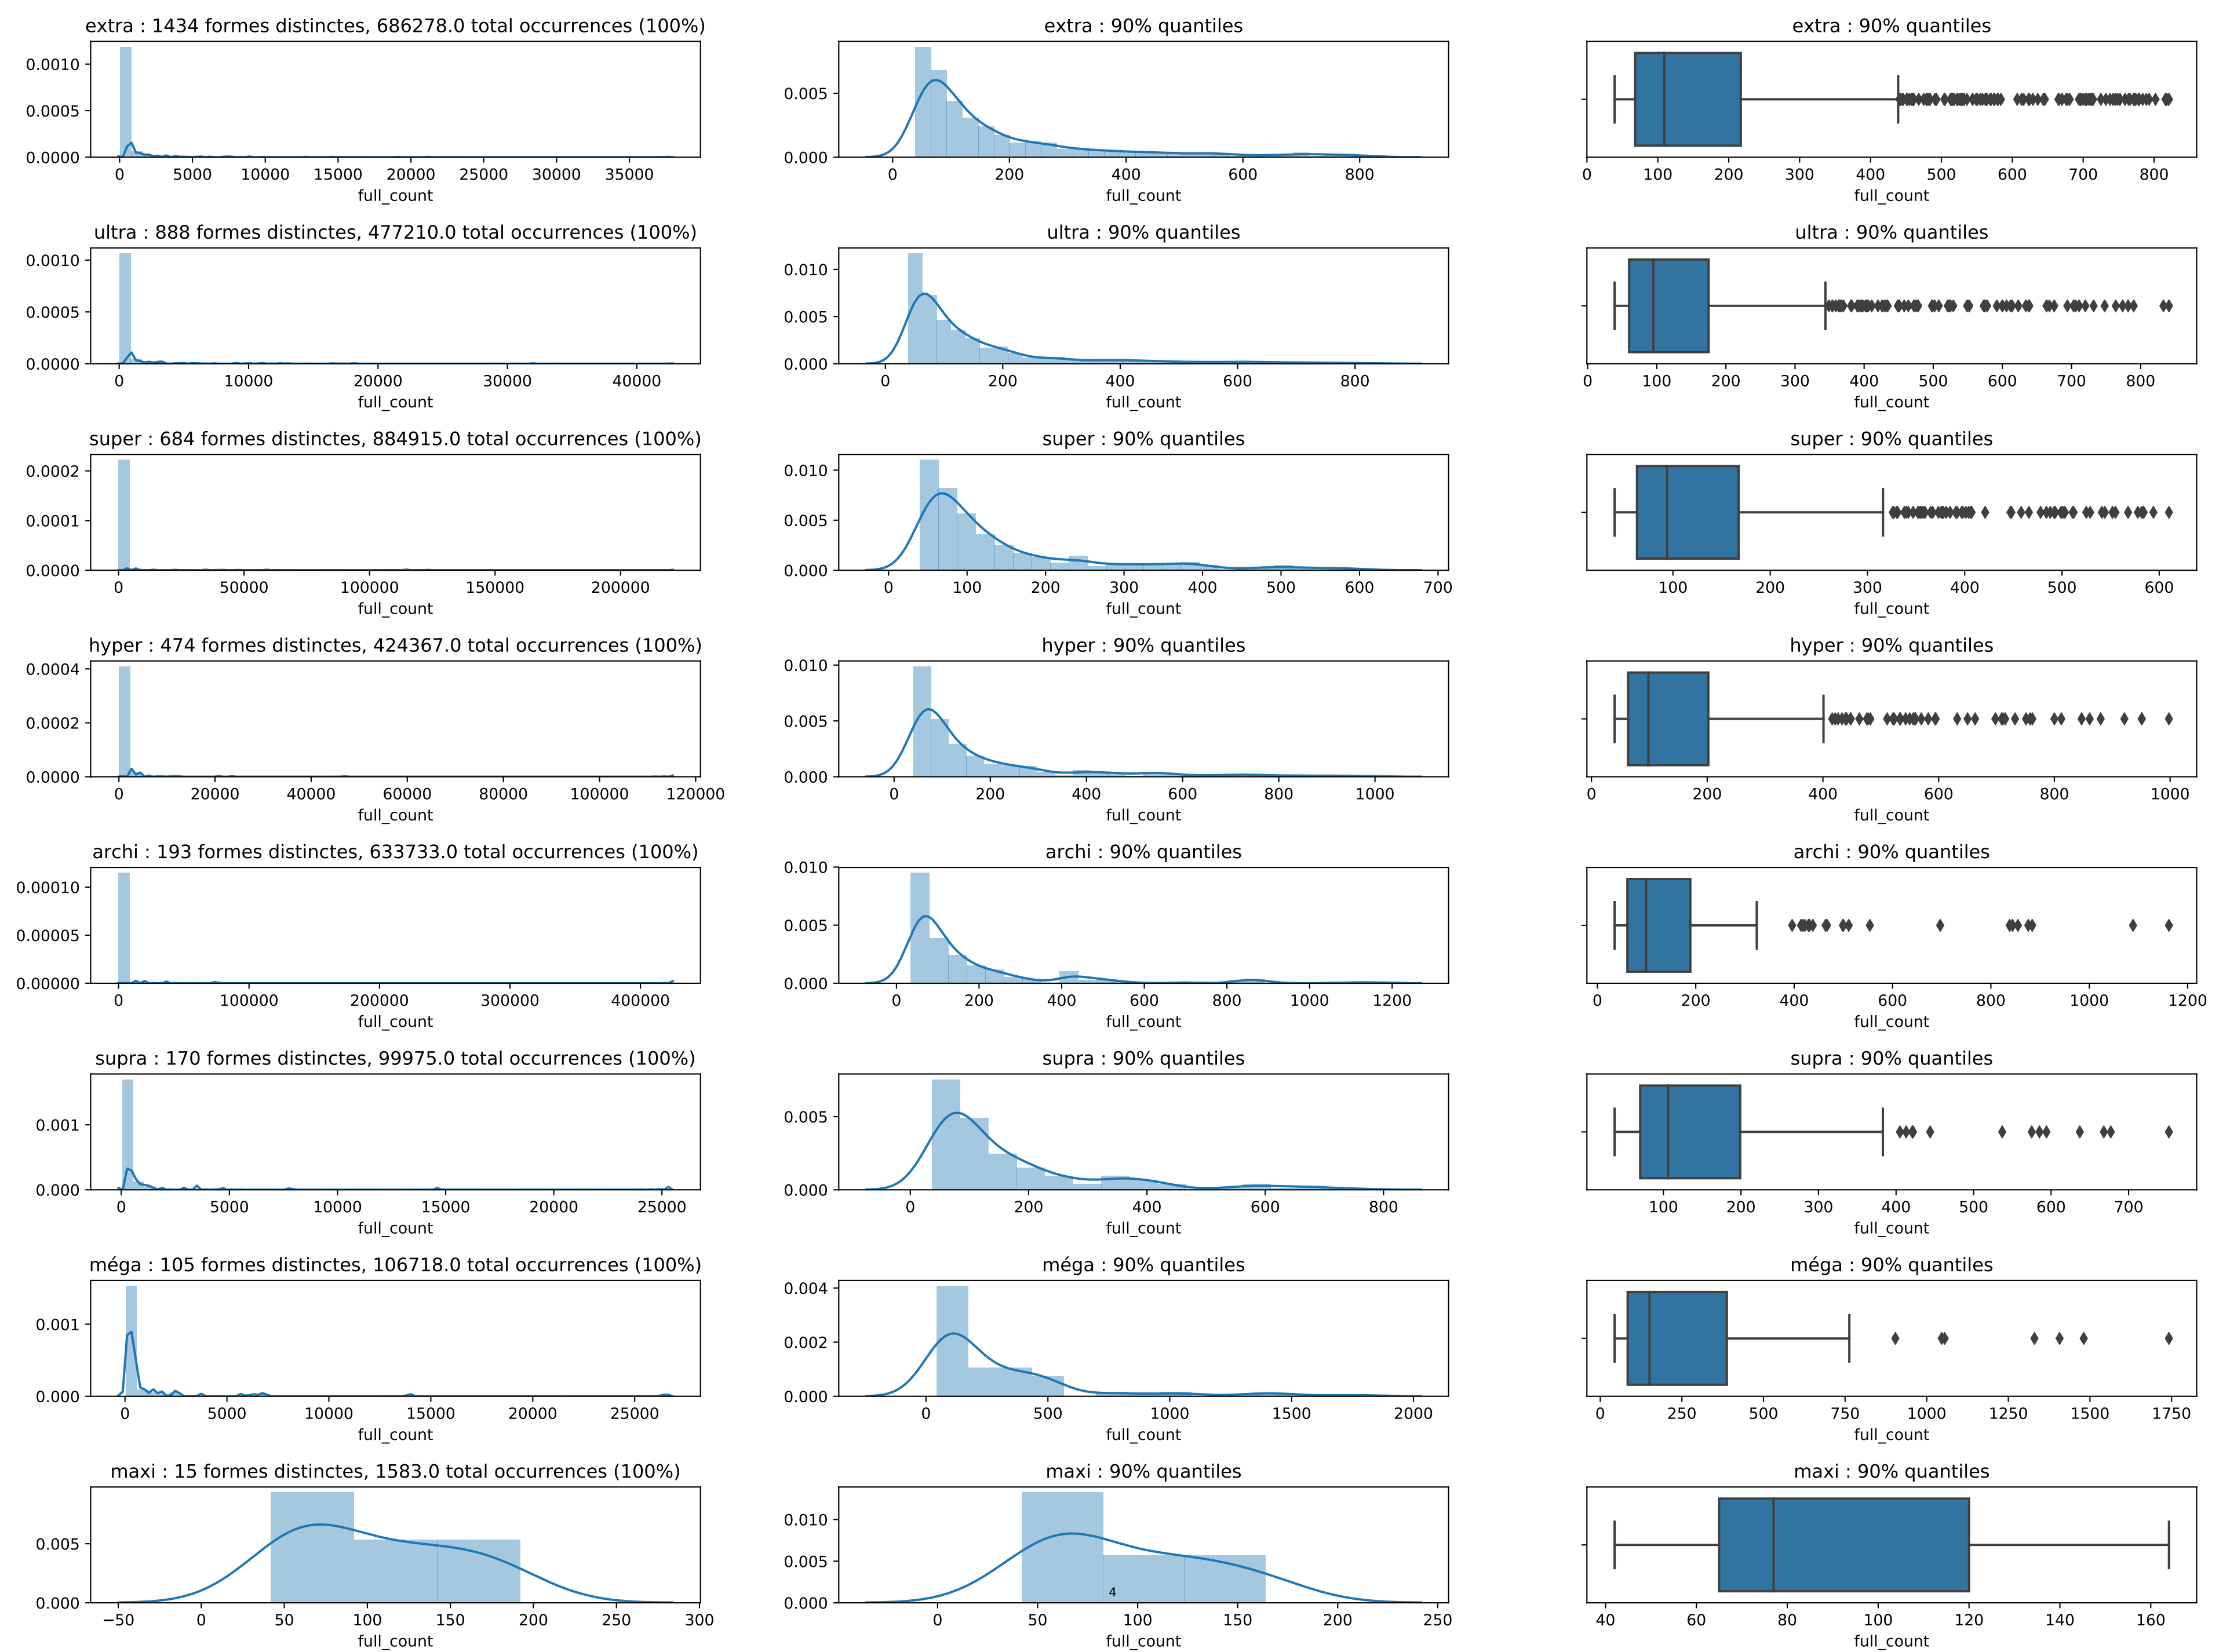 extra : 1434 formes distinctes, 686278.0 total occurrences (100%)
extra : 90% quantiles
extra : 90% quantiles
0.0010
0.0005
0.0000
0 5000 10000 15000 20000 25000 30000 35000
full_count
0.005
0.000
0 200 400 600 800
full_count
0 100 200 300 400 500 600 700 800
full_count
ultra : 888 formes distinctes, 477210.0 total occurrences (100%)
ultra : 90% quantiles
ultra : 90% quantiles
0.0010
0.0005
0.0000
0 10000 20000 30000 40000
full_count
0.010
0.005
0.000
0 200 400 600 800
full_count
0 100 200 300 400 500 600 700 800
full_count
super : 684 formes distinctes, 884915.0 total occurrences (100%)
super : 90% quantiles
super : 90% quantiles
0.0002
0.0001
0.0000
0 50000 100000 150000 200000
full_count
0.010
0.005
0.000
0 100 200 300 400 500 600 700
full_count
100 200 300 400 500 600
full_count
hyper : 474 formes distinctes, 424367.0 total occurrences (100%)
hyper : 90% quantiles
hyper : 90% quantiles
0.0004
0.0002
0.0000
0 20000 40000 60000 80000 100000 120000
full_count
0.010
0.005
0.000
0 200 400 600 800 1000
full_count
0 200 400 600 800 1000
full_count
archi : 193 formes distinctes, 633733.0 total occurrences (100%)
archi : 90% quantiles
archi : 90% quantiles
0.00010
0.00005
0.00000
0 100000 200000 300000 400000
full_count
0.010
0.005
0.000
0 200 400 600 800 1000 1200
full_count
0 200 400 600 800 1000 1200
full_count
supra : 170 formes distinctes, 99975.0 total occurrences (100%)
supra : 90% quantiles
supra : 90% quantiles
0.001
0.000
0 5000 10000 15000 20000 25000
full_count
0.005
0.000
0 200 400 600 800
full_count
100 200 300 400 500 600 700
full_count
méga : 105 formes distinctes, 106718.0 total occurrences (100%)
méga : 90% quantiles
méga : 90% quantiles
0.001
0.000
0 5000 10000 15000 20000 25000
full_count
0.004
0.002
0.000
0 500 1000 1500 2000
full_count
0 250 500 750 1000 1250 1500 1750
full_count
maxi : 15 formes distinctes, 1583.0 total occurrences (100%)
maxi : 90% quantiles
maxi : 90% quantiles
0.005
0.000
−50 0 50 100 150 200 250 300
full_count
0.010
0.005
0.000
4
0 50 100 150 200 250
full_count
40 60 80 100 120 140 160
full_count